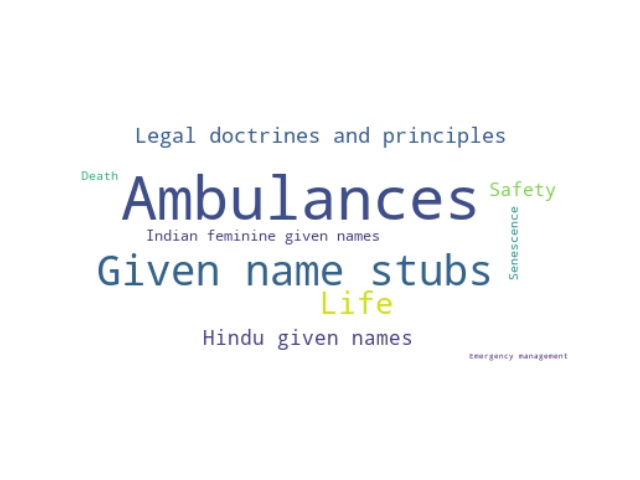 Legal doctrines and principles
Death
Ambulances
Safety
Indian feminine given names
Senescence
Given name stubs
Life
Hindu given names
Emergency management